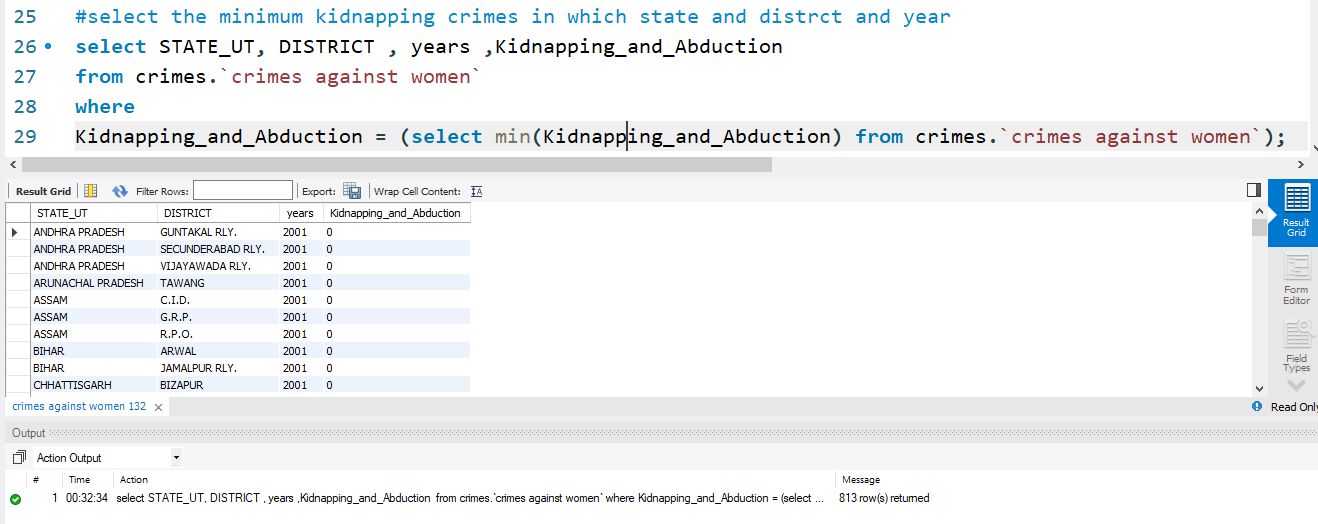 25 #select the minimum kidnapping crimes in which state and distrct and year
26 select STATE_UT, DISTRICT , years ,Kidnapping_and_Abduction
27 from crimes.`crimes against women`
28 where
29 Kidnapping_and_Abduction = (select min(Kidnapping_and_Abduction) from crimes.`crimes against women`);
Result Grid Filter Rows: Export: Wrap Cell Content:
STATE_UT DISTRICT years Kidnapping_and_Abduction
ANDHRA PRADESH GUNTAKAL RLY. 2001 0
ANDHRA PRADESH SECUNDERABAD RLY. 2001 0
ANDHRA PRADESH VIJAYAWADA RLY. 2001 0
ARUNACHAL PRADESH TAWANG 2001 0
ASSAM C.I.D. 2001 0
ASSAM G.R.P. 2001 0
ASSAM R.P.O. 2001 0
BIHAR ARWAL 2001 0
BIHAR JAMALPUR RLY. 2001 0
CHHATTISGARH BIZAPUR 2001 0
Result
Grid
Form
Editor
Field
Types
crimes against women 132 Read Only
Output
Action Output
# Time Action Message
1 00:32:34 select STATE_UT, DISTRICT , years ,Kidnapping_and_Abduction from crimes.`crimes against women` where Kidnapping_and_Abduction = (select ... 813 row(s) returned